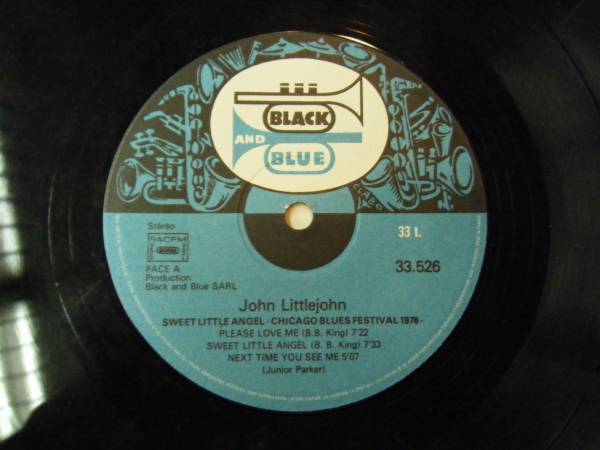 BLACK
AND
BLUE
CLABO
Stéréo
SACEM
33 t.
FACE A
33.526
Production
Black and Blue SARL
John Littlejohn
SWEET LITTLE ANGEL - CHICAGO BLUES FESTIVAL 1978 -
PLEASE LOVE ME (B.B. King) 7'22
SWEET LITTLE ANGEL (B. B. King) 7'33
NEXT TIME YOU SEE ME 5'07
(Junior Parker)